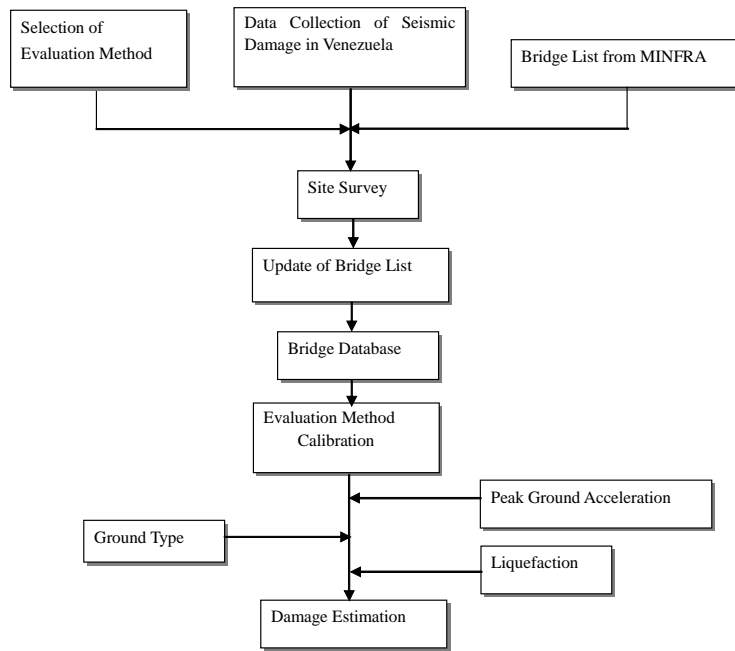 Selection of
Evaluation Method
Data Collection of Seismic
Damage in Venezuela
Bridge List from MINFRA
Site Survey
Update of Bridge List
Bridge Database
Evaluation Method
Calibration
Peak Ground Acceleration
Ground Type
Liquefaction
Damage Estimation